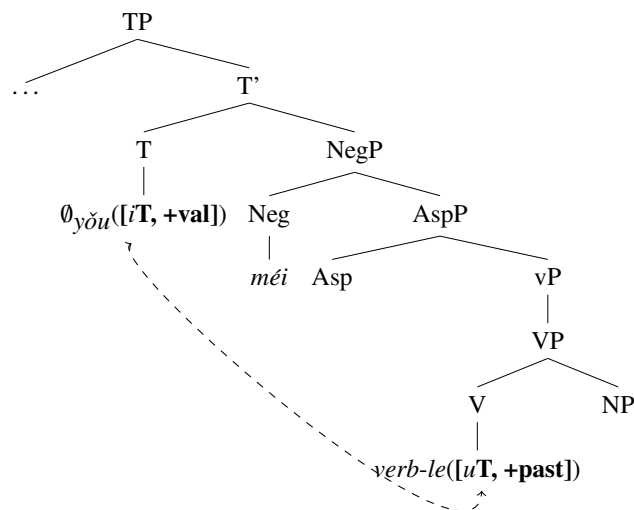 TP
... T'
T NegP
∅yǒu([iT, +val]) Neg AspP
méi Asp vP
VP
V NP
verb-le([uT, +past])